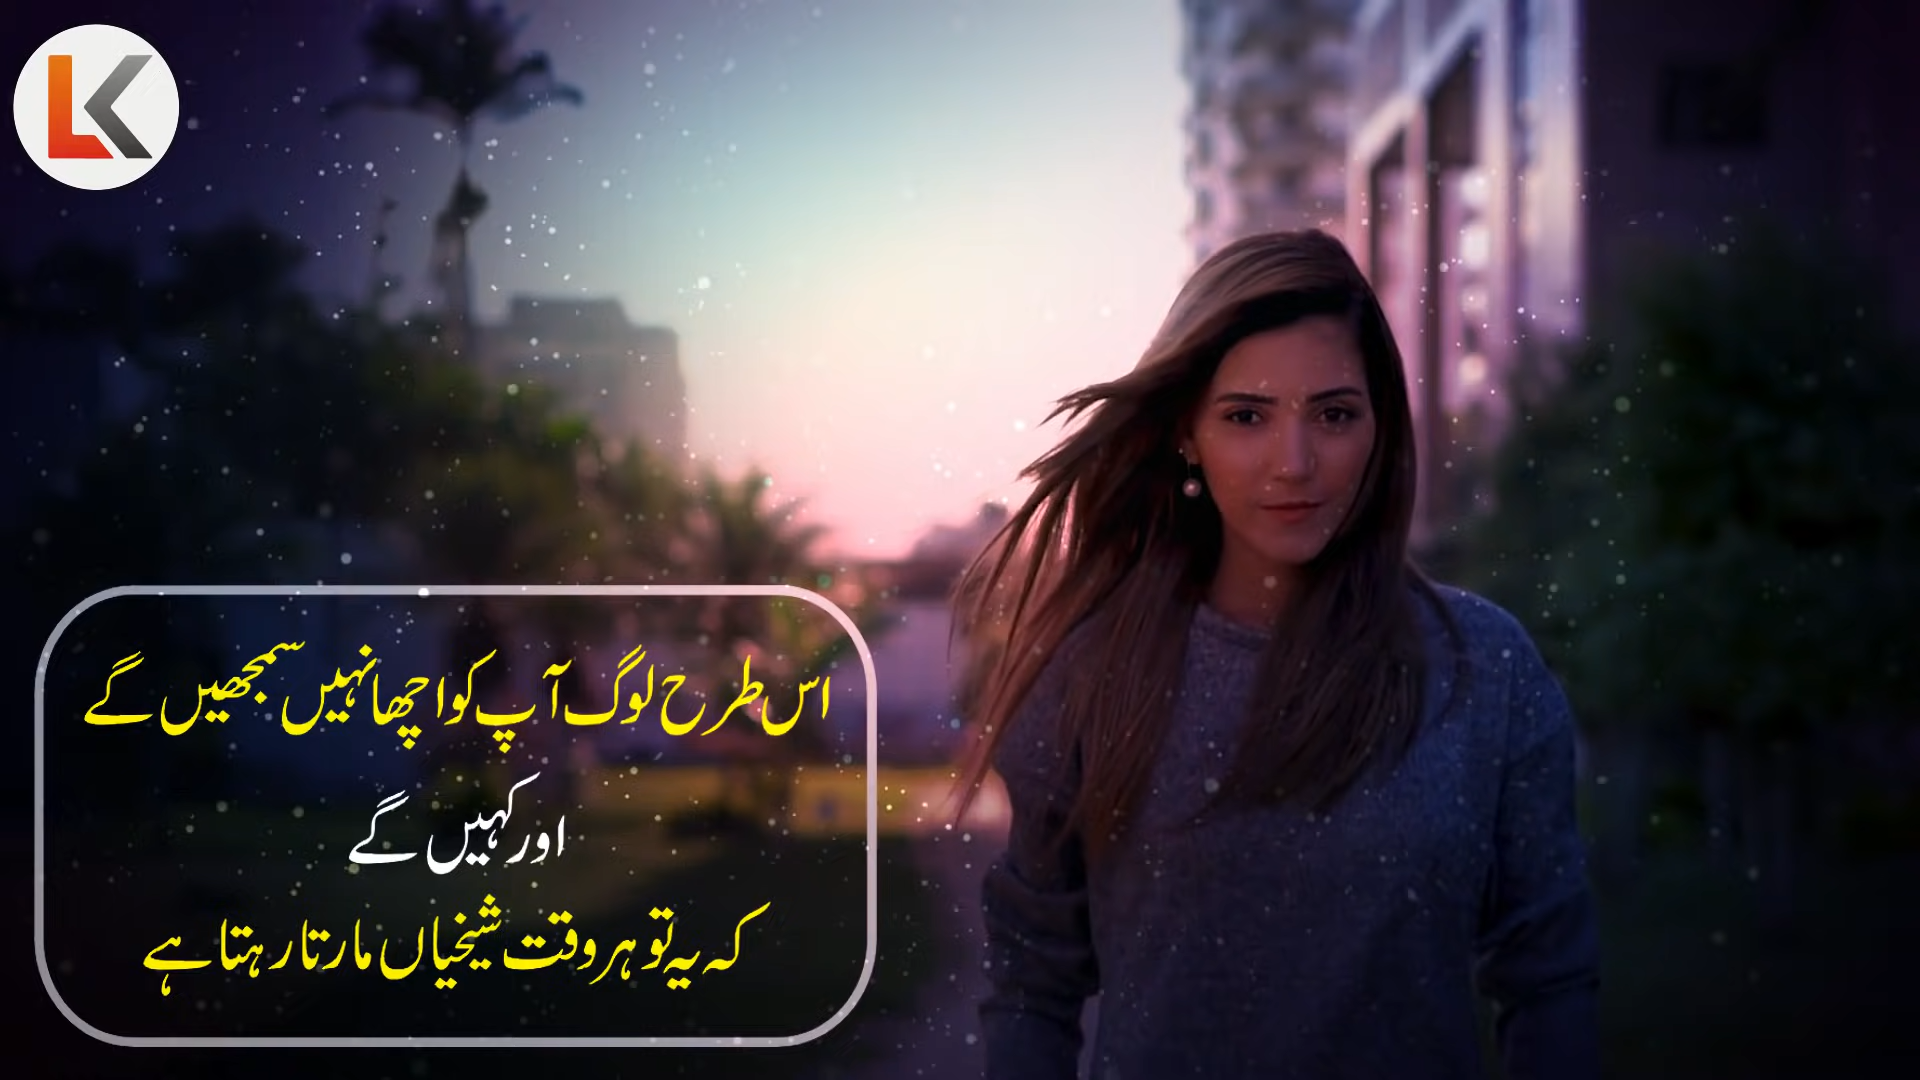 LK
اس طرح لوگ آپ کو اچھا نہیں سمجھیں گے
اور کہیں گے
کہ یہ تو ہر وقت شیخیاں مارتا رہتا ہے